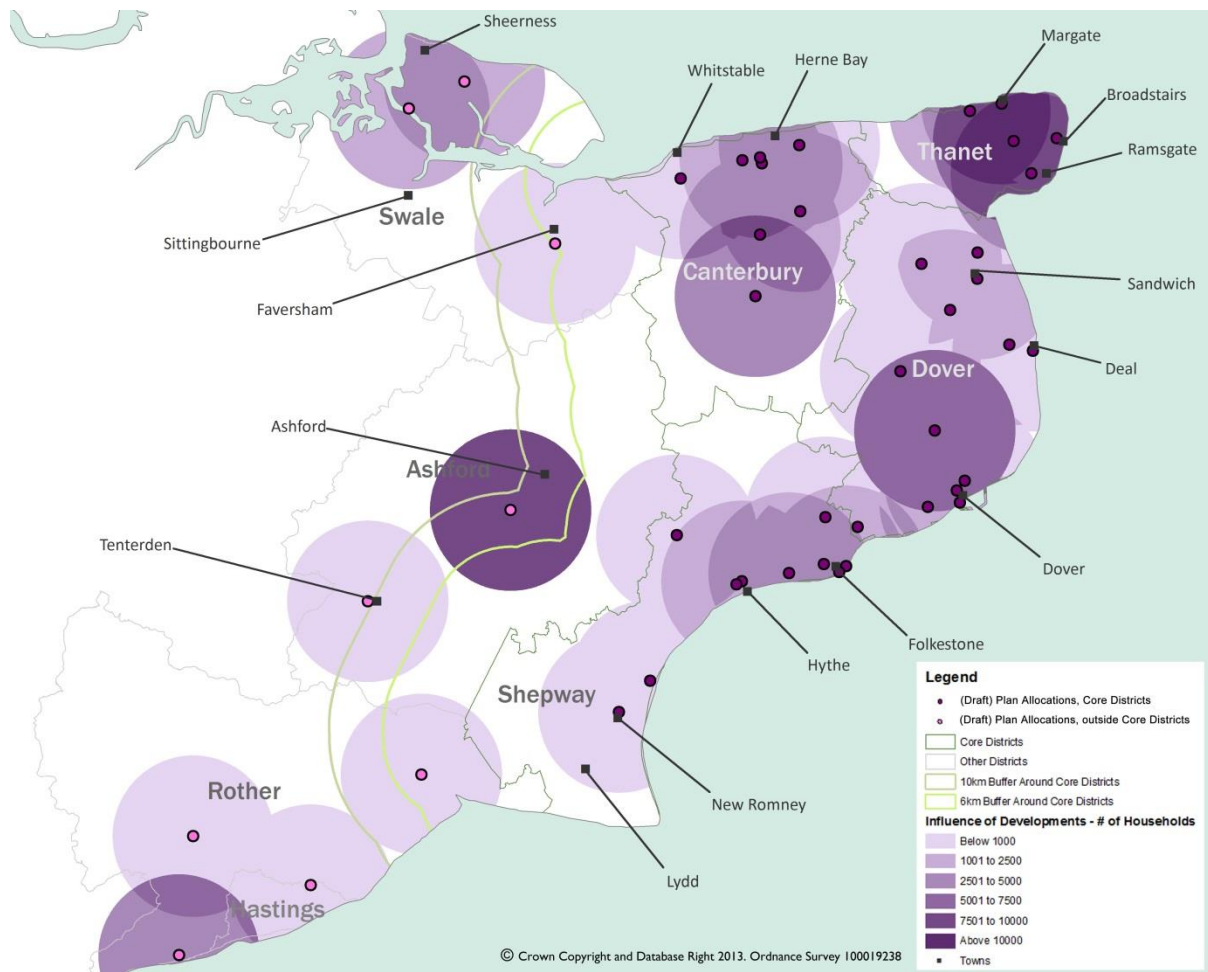 Sheerness
Margate
Whitstable
Herne Bay
Broadstairs
Thanet
Ramsgate
Swale
Sittingbourne
Canterbury
Sandwich
Faversham
Deal
Dover
Ashford
Ashford
Tenterden
Dover
Folkestone
Hythe
Shepway
New Romney
Rother
Lydd
Hastings
Legend
(Draft) Plan Allocations, Core Districts
(Draft) Plan Allocations, outside Core Districts
Core Districts
Other Districts
10km Buffer Around Core Districts
6km Buffer Around Core Districts
Influence of Developments - # of Households
Below 1000
1001 to 2500
2501 to 5000
5001 to 7500
7501 to 10000
Above 10000
Towns
© Crown Copyright and Database Right 2013. Ordnance Survey 100019238